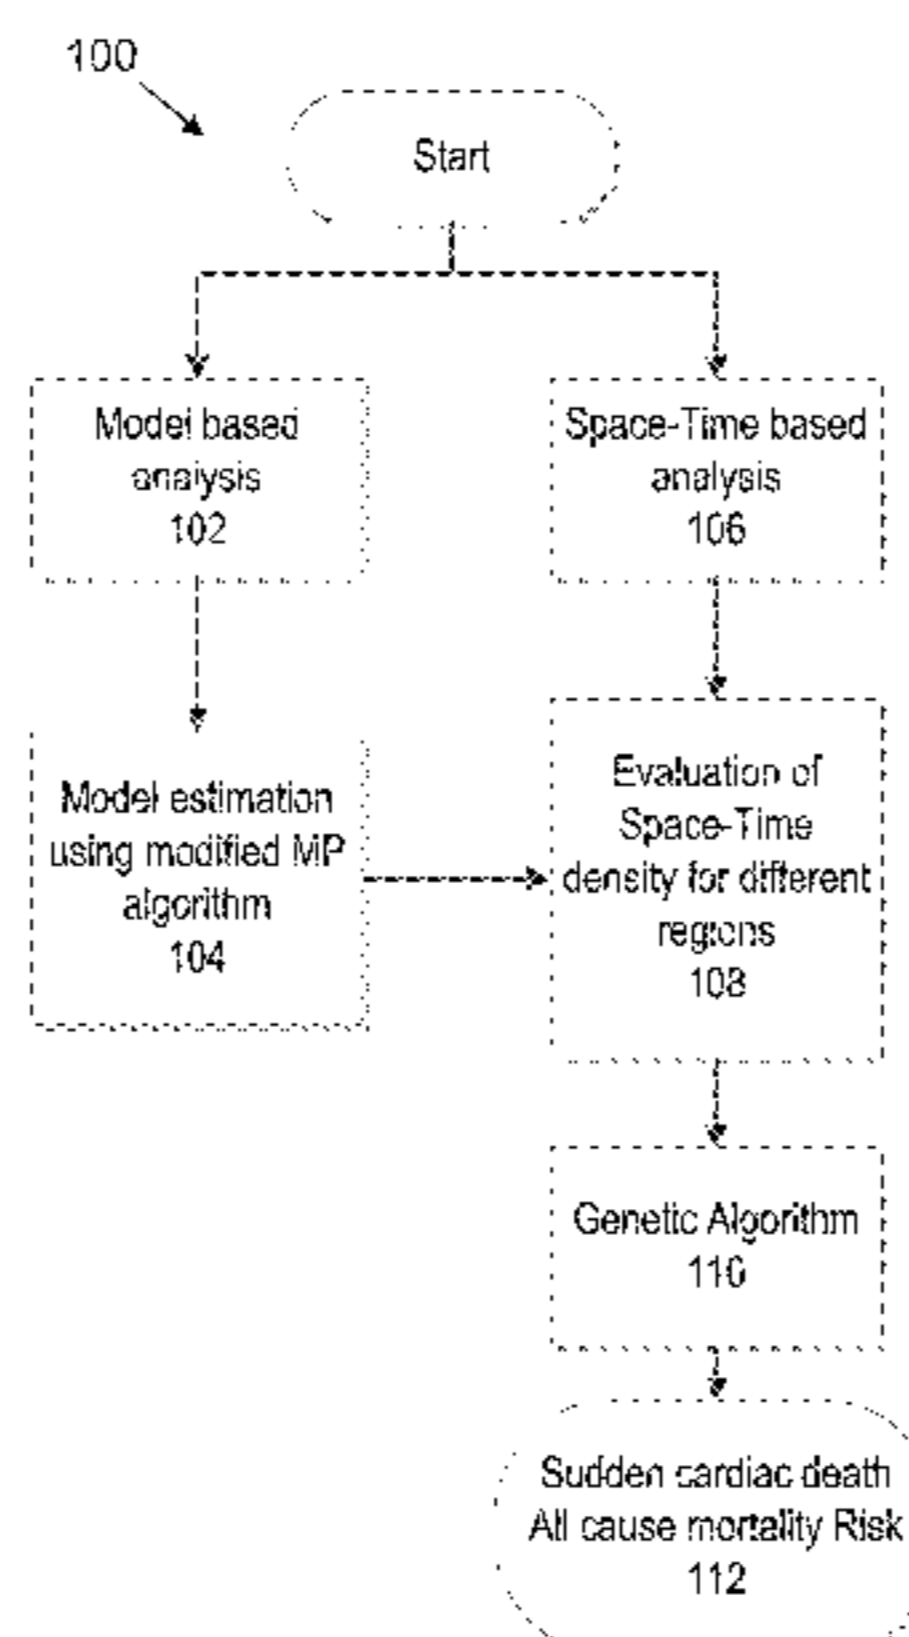 100
Start
Model based
analysis
102
Space-Time based
analysis
106
Model estimation
using modified MP
algorithm
104
Evaluation of
Space-Time
density for different
regions
108
Genetic Algorithm
110
Sudden cardiac death
All cause mortality Risk
112